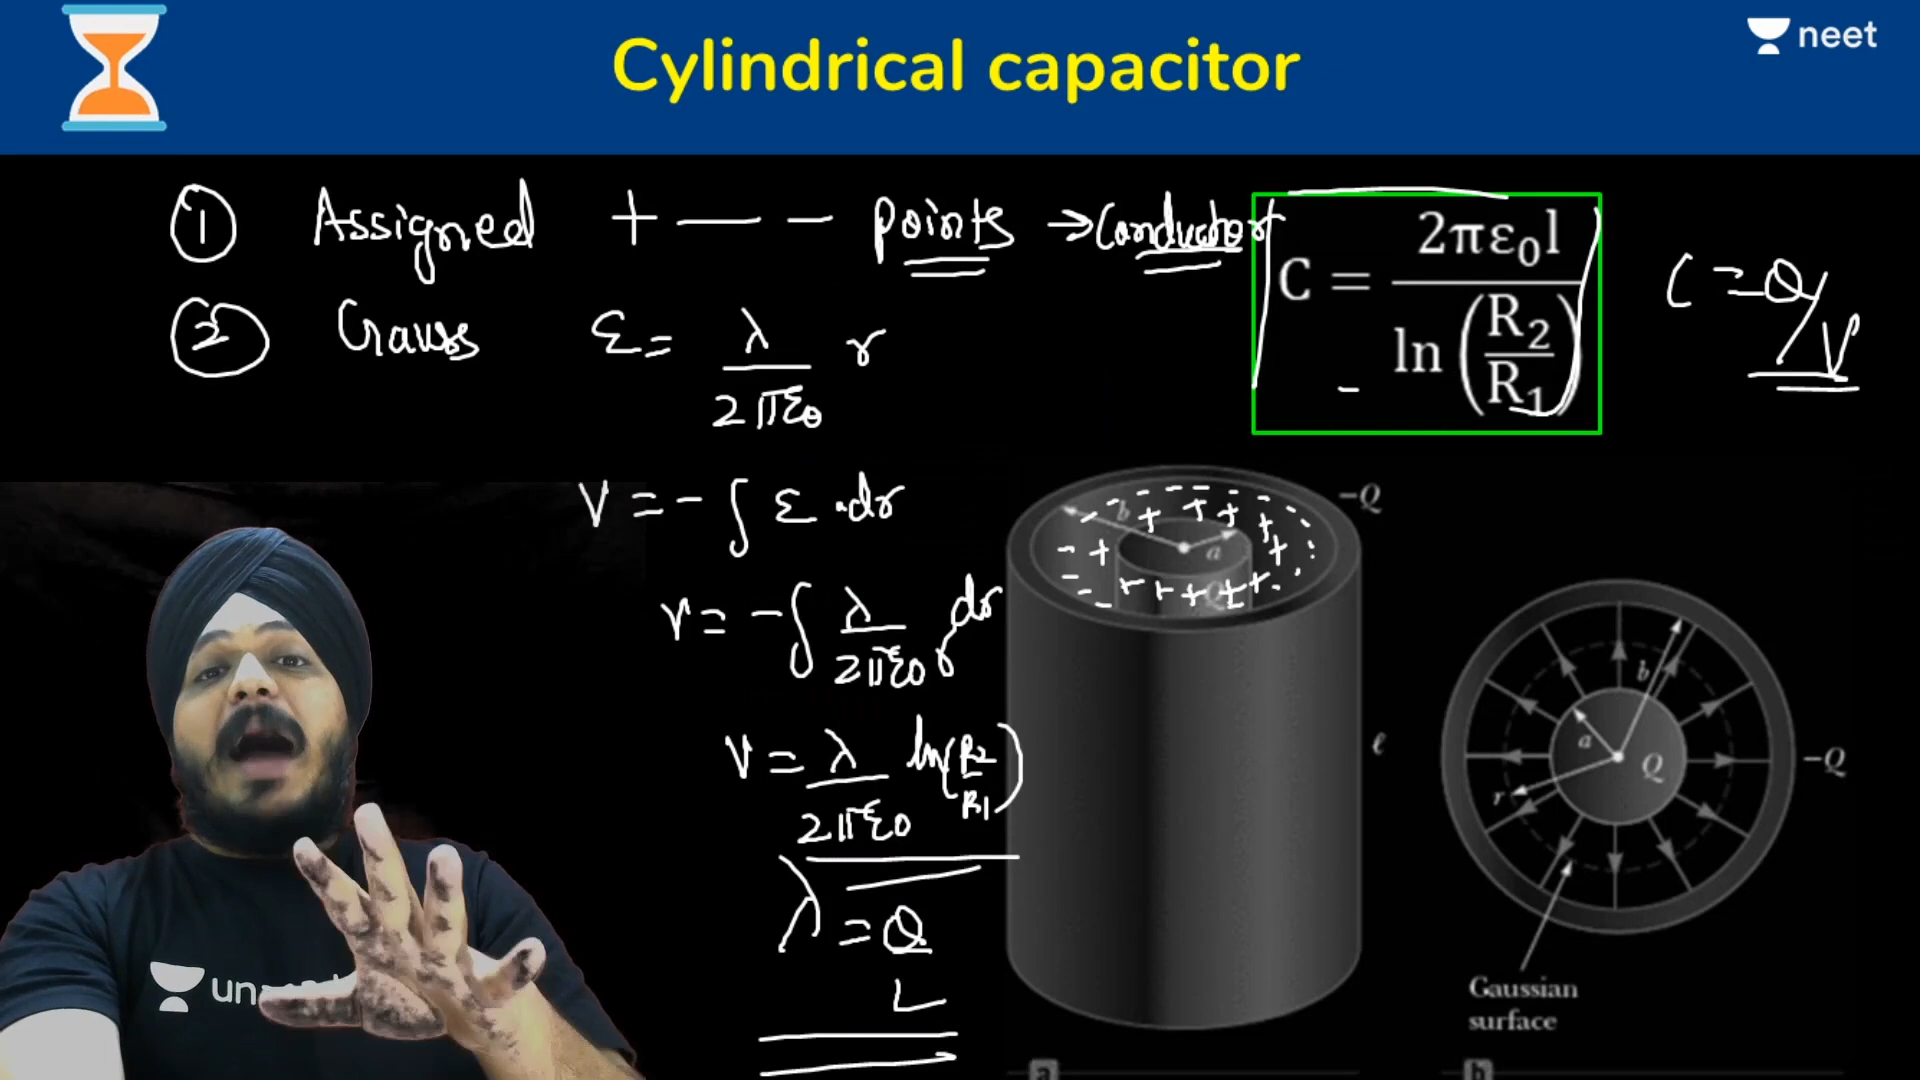 Cylindrical capacitor
neet
① Assigned + — – points → Conductor
② Gauss ε = λ / 2πε0 r
C = 2πε₀l / ln (R₂/R₁)
C = Q/V
V = - ∫ ε . dr
V = - ∫ λ / 2πε0 r dr
V = λ / 2πε0 ln(R2/R1)
λ = Q / L
-Q
b
a
Q
ℓ
b
a
Q
r
-Q
Gaussian
surface
a
b